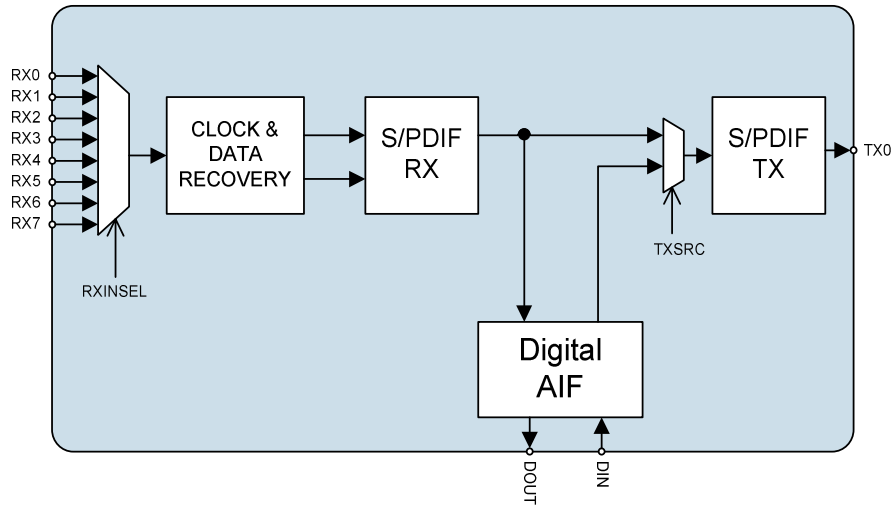 RX0
RX1
RX2
RX3
RX4
RX5
RX6
RX7
RXINSEL
CLOCK &
DATA
RECOVERY
S/PDIF
RX
TXSRC
S/PDIF
TX
TX0
Digital
AIF
DOUT
DIN